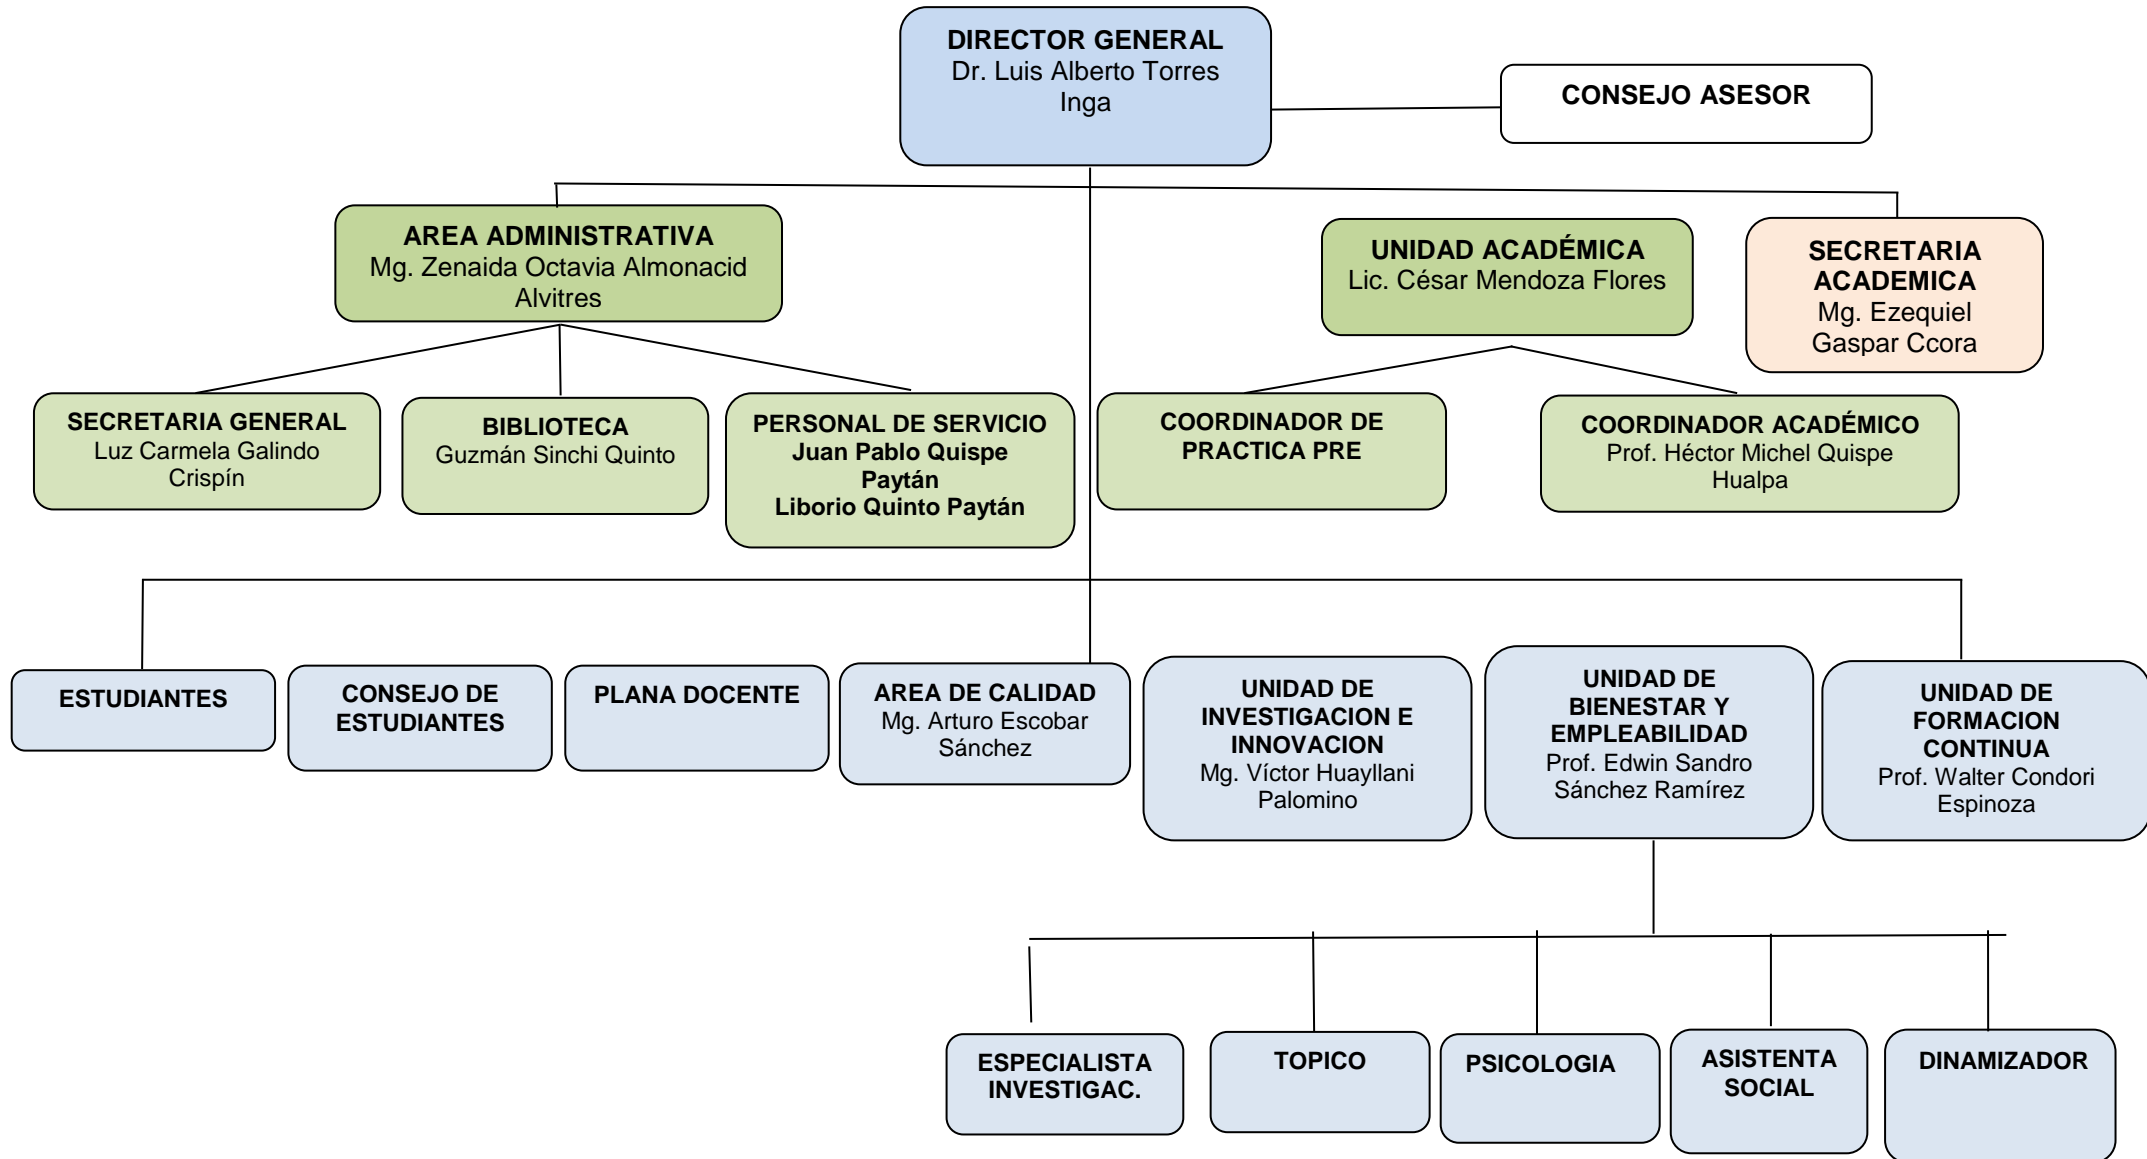 DIRECTOR GENERAL
Dr. Luis Alberto Torres
Inga
CONSEJO ASESOR
AREA ADMINISTRATIVA
Mg. Zenaida Octavia Almonacid
Alvitres
UNIDAD ACADÉMICA
Lic. César Mendoza Flores
SECRETARIA
ACADEMICA
Mg. Ezequiel
Gaspar Ccora
SECRETARIA GENERAL
Luz Carmela Galindo
Crispín
BIBLIOTECA
Guzmán Sinchi Quinto
PERSONAL DE SERVICIO
Juan Pablo Quispe
Paytán
Liborio Quinto Paytán
COORDINADOR DE
PRACTICA PRE
COORDINADOR ACADÉMICO
Prof. Héctor Michel Quispe
Hualpa
ESTUDIANTES
CONSEJO DE
ESTUDIANTES
PLANA DOCENTE
AREA DE CALIDAD
Mg. Arturo Escobar
Sánchez
UNIDAD DE
INVESTIGACION E
INNOVACION
Mg. Víctor Huayllani
Palomino
UNIDAD DE
BIENESTAR Y
EMPLEABILIDAD
Prof. Edwin Sandro
Sánchez Ramírez
UNIDAD DE
FORMACION
CONTINUA
Prof. Walter Condori
Espinoza
ESPECIALISTA
INVESTIGAC.
TOPICO
PSICOLOGIA
ASISTENTA
SOCIAL
DINAMIZADOR